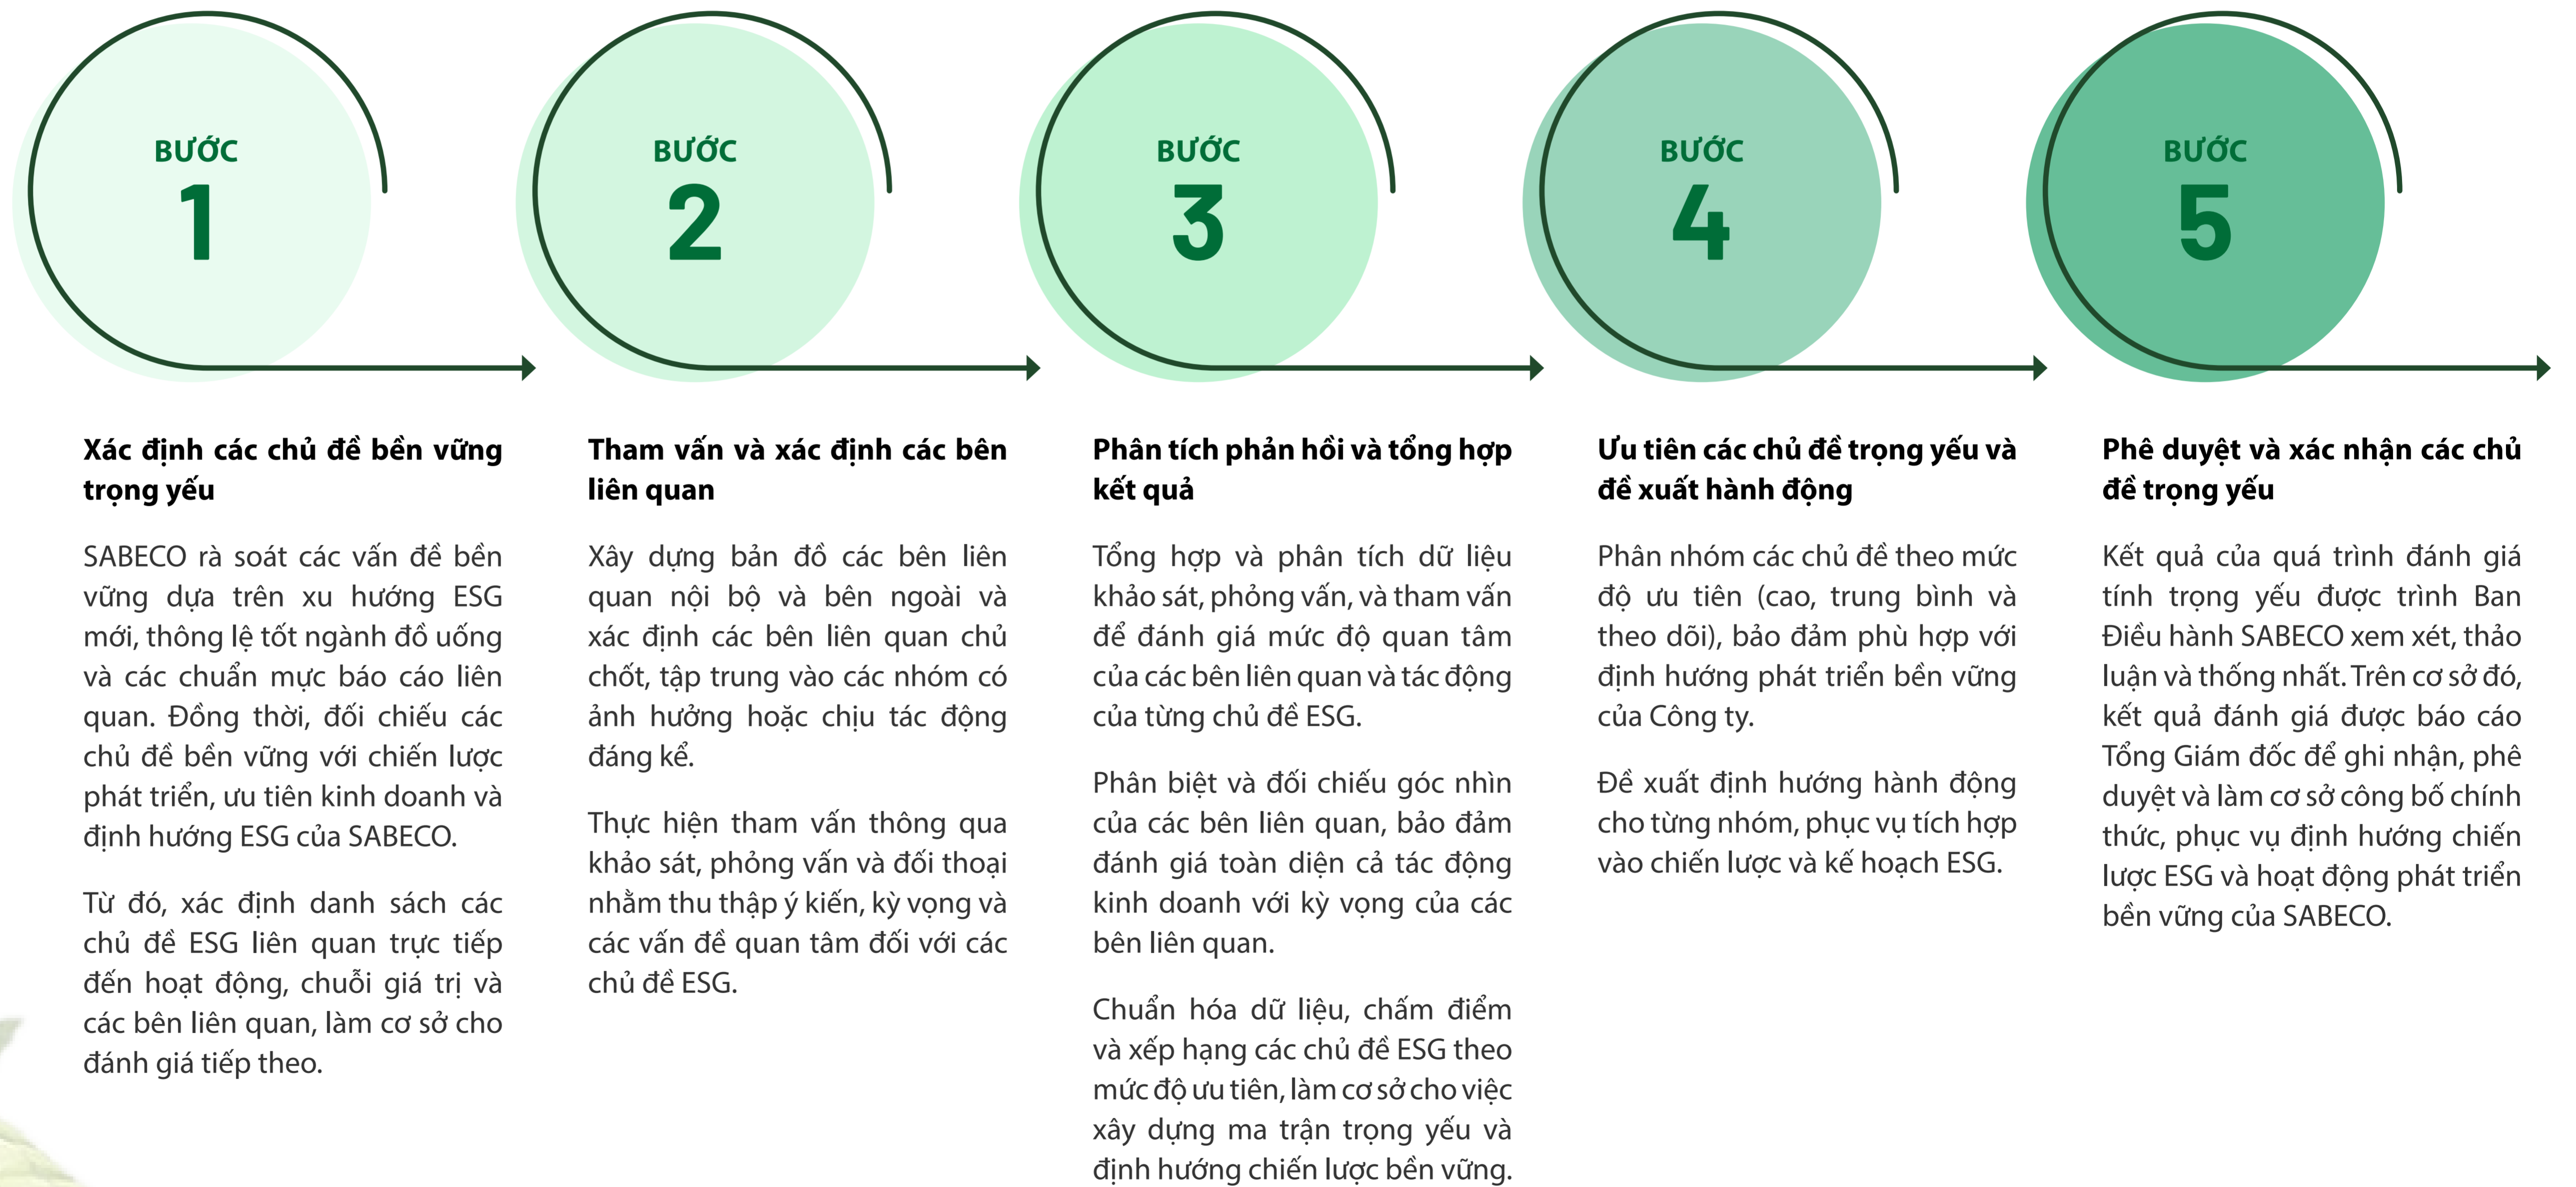 BƯỚC
1
Xác định các chủ đề bền vững
trọng yếu
SABECO rà soát các vấn đề bền
vững dựa trên xu hướng ESG
mới, thông lệ tốt ngành đồ uống
và các chuẩn mực báo cáo liên
quan. Đồng thời, đối chiếu các
chủ đề bền vững với chiến lược
phát triển, ưu tiên kinh doanh và
định hướng ESG của SABECO.
Từ đó, xác định danh sách các
chủ đề ESG liên quan trực tiếp
đến hoạt động, chuỗi giá trị và
các bên liên quan, làm cơ sở cho
đánh giá tiếp theo.
BƯỚC
2
Tham vấn và xác định các bên
liên quan
Xây dựng bản đồ các bên liên
quan nội bộ và bên ngoài và
xác định các bên liên quan chủ
chốt, tập trung vào các nhóm có
ảnh hưởng hoặc chịu tác động
đáng kể.
Thực hiện tham vấn thông qua
khảo sát, phỏng vấn và đối thoại
nhằm thu thập ý kiến, kỳ vọng và
các vấn đề quan tâm đối với các
chủ đề ESG.
BƯỚC
3
Phân tích phản hồi và tổng hợp
kết quả
Tổng hợp và phân tích dữ liệu
khảo sát, phỏng vấn, và tham vấn
để đánh giá mức độ quan tâm
của các bên liên quan và tác động
của từng chủ đề ESG.
Phân biệt và đối chiếu góc nhìn
của các bên liên quan, bảo đảm
đánh giá toàn diện cả tác động
kinh doanh với kỳ vọng của các
bên liên quan.
Chuẩn hóa dữ liệu, chấm điểm
và xếp hạng các chủ đề ESG theo
mức độ ưu tiên, làm cơ sở cho việc
xây dựng ma trận trọng yếu và
định hướng chiến lược bền vững.
BƯỚC
4
Ưu tiên các chủ đề trọng yếu và
đề xuất hành động
Phân nhóm các chủ đề theo mức
độ ưu tiên (cao, trung bình và
theo dõi), bảo đảm phù hợp với
định hướng phát triển bền vững
của Công ty.
Đề xuất định hướng hành động
cho từng nhóm, phục vụ tích hợp
vào chiến lược và kế hoạch ESG.
BƯỚC
5
Phê duyệt và xác nhận các chủ
đề trọng yếu
Kết quả của quá trình đánh giá
tính trọng yếu được trình Ban
Điều hành SABECO xem xét, thảo
luận và thống nhất. Trên cơ sở đó,
kết quả đánh giá được báo cáo
Tổng Giám đốc để ghi nhận, phê
duyệt và làm cơ sở công bố chính
thức, phục vụ định hướng chiến
lược ESG và hoạt động phát triển
bền vững của SABECO.